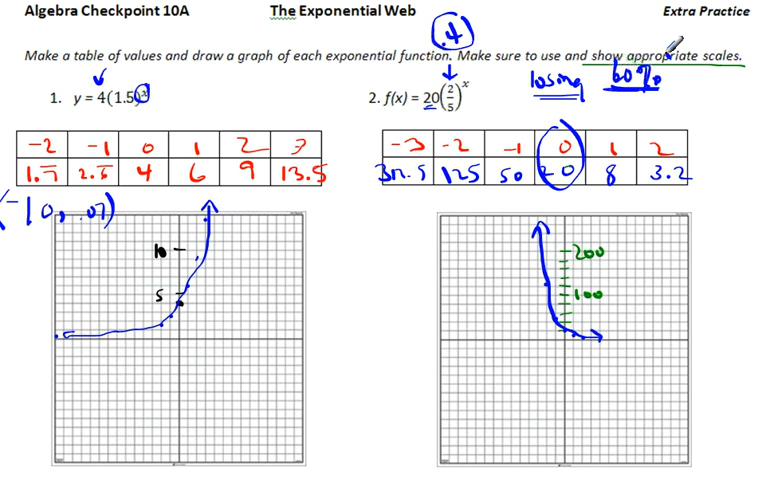 Algebra Checkpoint 10A The Exponential Web Extra Practice
.4
Make a table of values and draw a graph of each exponential function. Make sure to use and show appropriate scales.
losing 60%
1. y = 4(1.5)^x 2. f(x) = 20(2/5)^x
-2 -1 0 1 2 3
1.7 2.6 4 6 9 13.5
-3 -2 -1 0 1 2
312.5 125 50 20 8 3.2
(-10, .07)
10
5
200
100